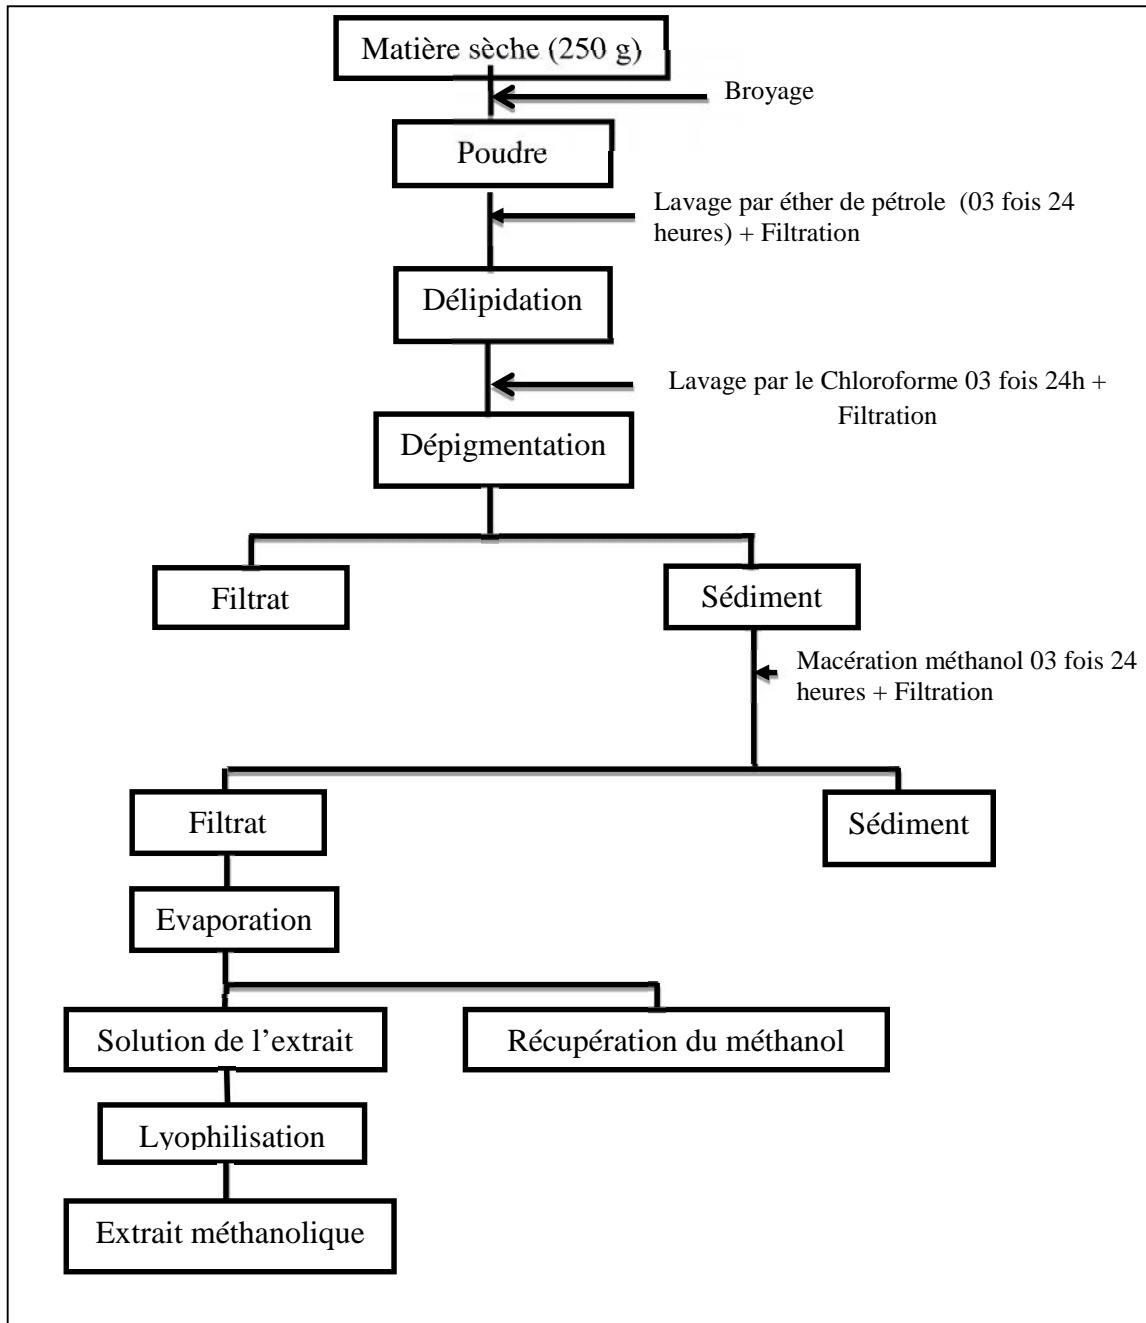 Matière sèche (250 g)
Broyage
Poudre
Lavage par éther de pétrole (03 fois 24
heures) + Filtration
Délipidation
Lavage par le Chloroforme 03 fois 24h +
Filtration
Dépigmentation
Filtrat
Sédiment
Macération méthanol 03 fois 24
heures + Filtration
Filtrat
Sédiment
Evaporation
Solution de l’extrait
Récupération du méthanol
Lyophilisation
Extrait méthanolique